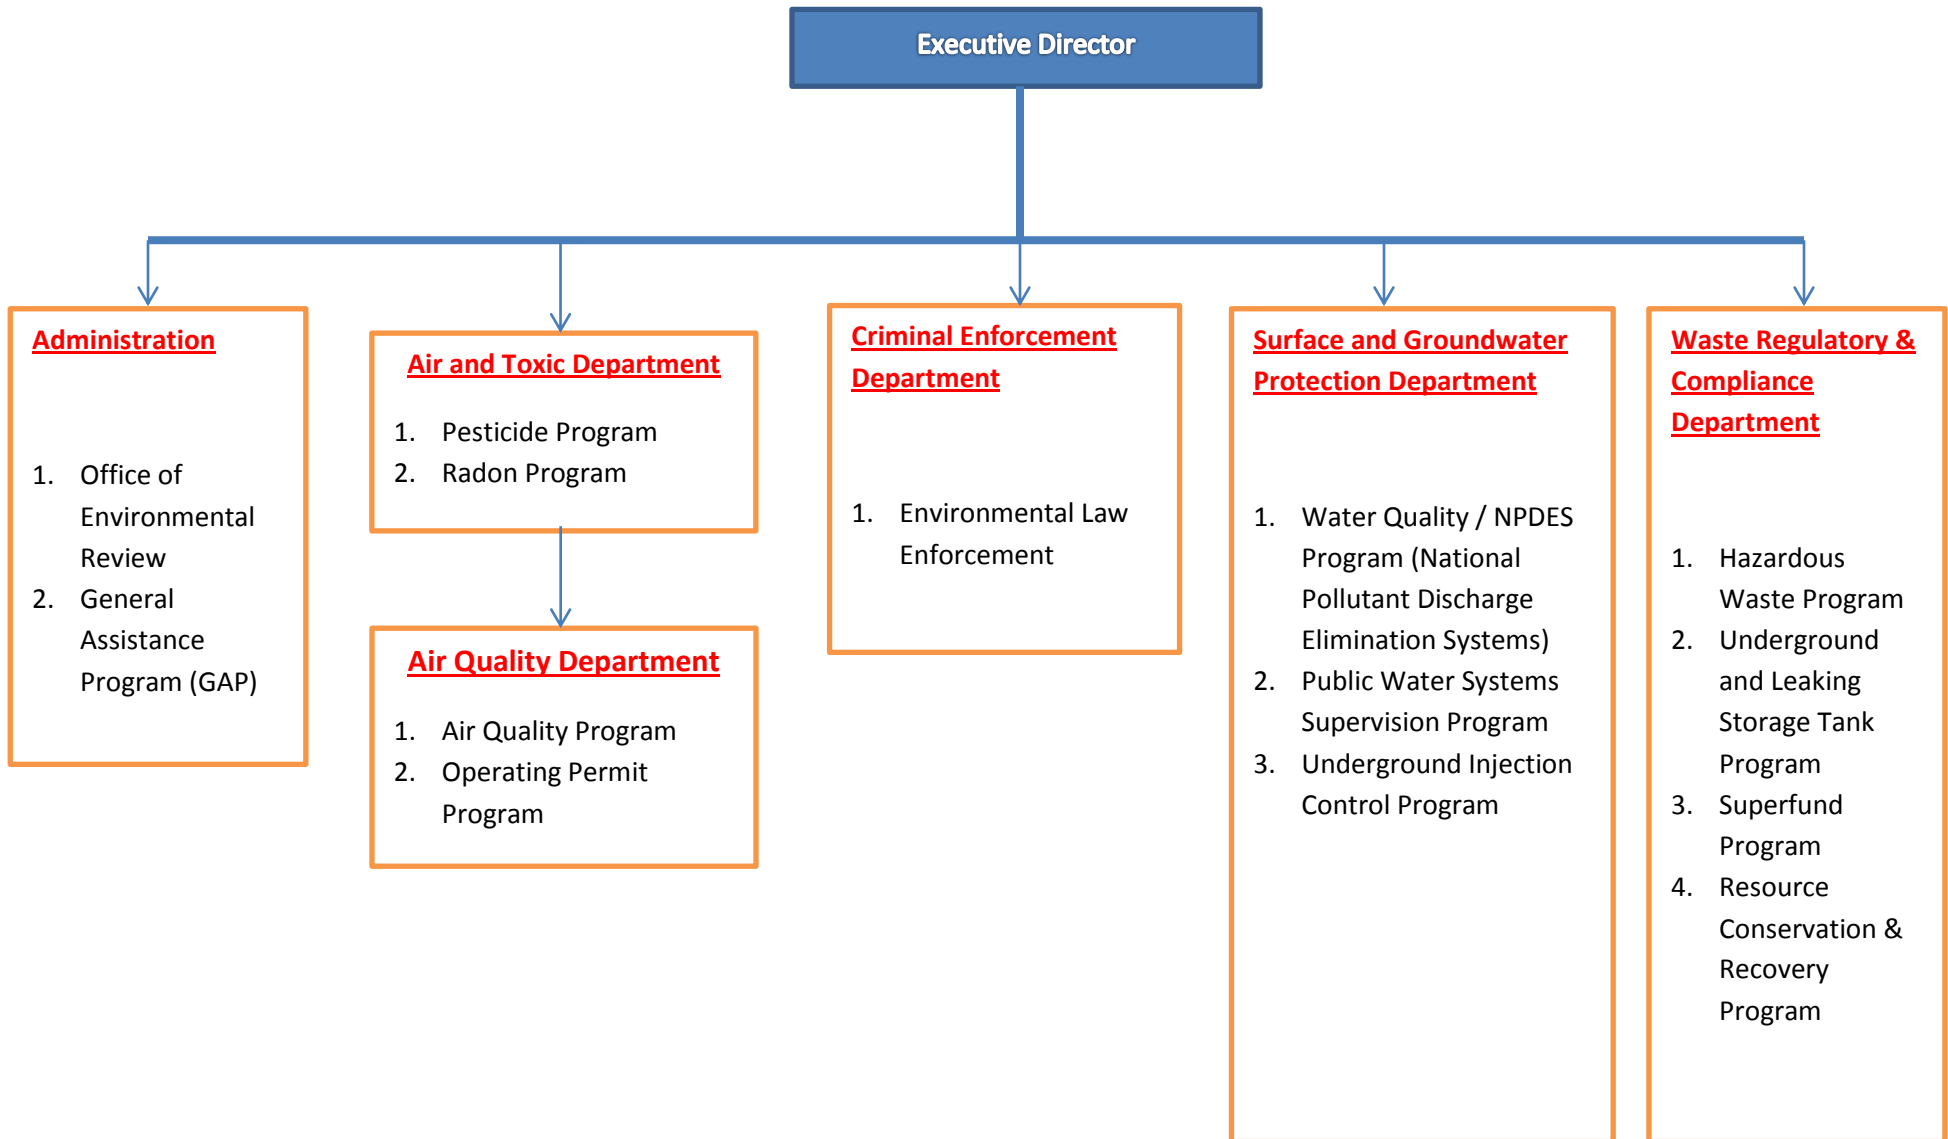 Executive Director
Administration
1. Office of
Environmental
Review
2. General
Assistance
Program (GAP)
Air and Toxic Department
1. Pesticide Program
2. Radon Program
Air Quality Department
1. Air Quality Program
2. Operating Permit
Program
Criminal Enforcement
Department
1. Environmental Law
Enforcement
Surface and Groundwater
Protection Department
1. Water Quality / NPDES
Program (National
Pollutant Discharge
Elimination Systems)
2. Public Water Systems
Supervision Program
3. Underground Injection
Control Program
Waste Regulatory &
Compliance
Department
1. Hazardous
Waste Program
2. Underground
and Leaking
Storage Tank
Program
3. Superfund
Program
4. Resource
Conservation &
Recovery
Program